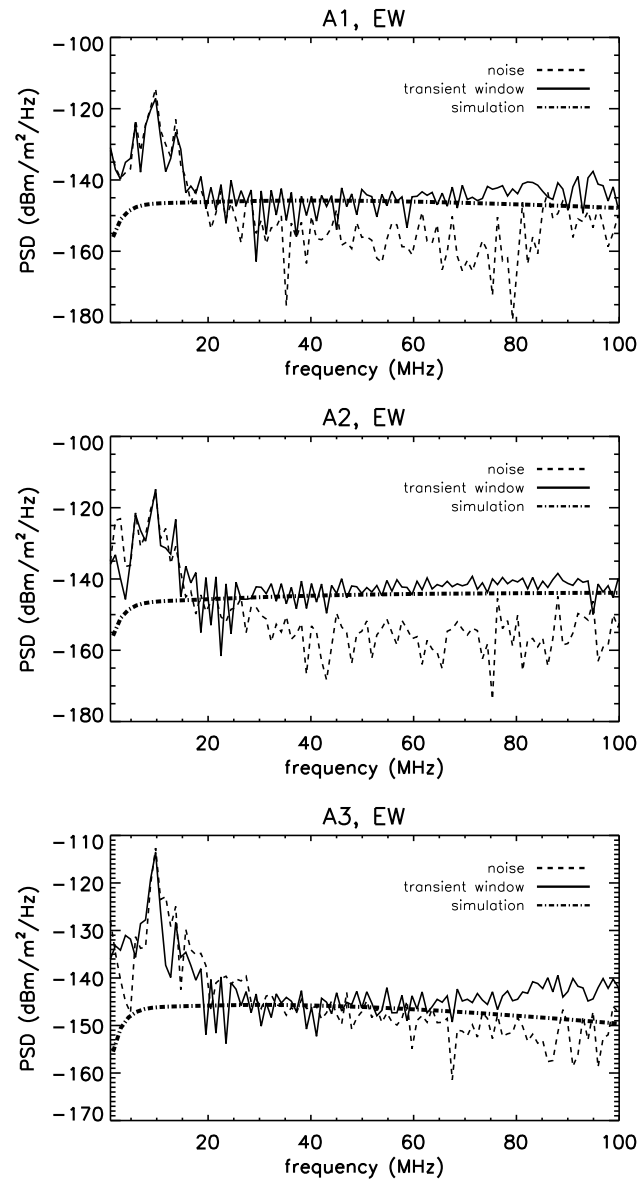 A1, EW
−100
−120
−140
−160
−180
PSD (dBm/m²/Hz)
noise
transient window
simulation
20 40 60 80 100
frequency (MHz)
A2, EW
−100
−120
−140
−160
−180
PSD (dBm/m²/Hz)
noise
transient window
simulation
20 40 60 80 100
frequency (MHz)
A3, EW
−110
−120
−130
−140
−150
−160
−170
PSD (dBm/m²/Hz)
noise
transient window
simulation
20 40 60 80 100
frequency (MHz)